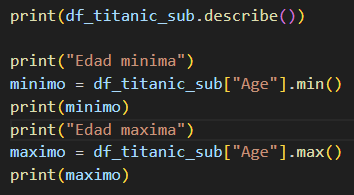 print(df_titanic_sub.describe())
print("Edad minima")
minimo = df_titanic_sub["Age"].min()
print(minimo)
print("Edad maxima")
maximo = df_titanic_sub["Age"].max()
print(maximo)